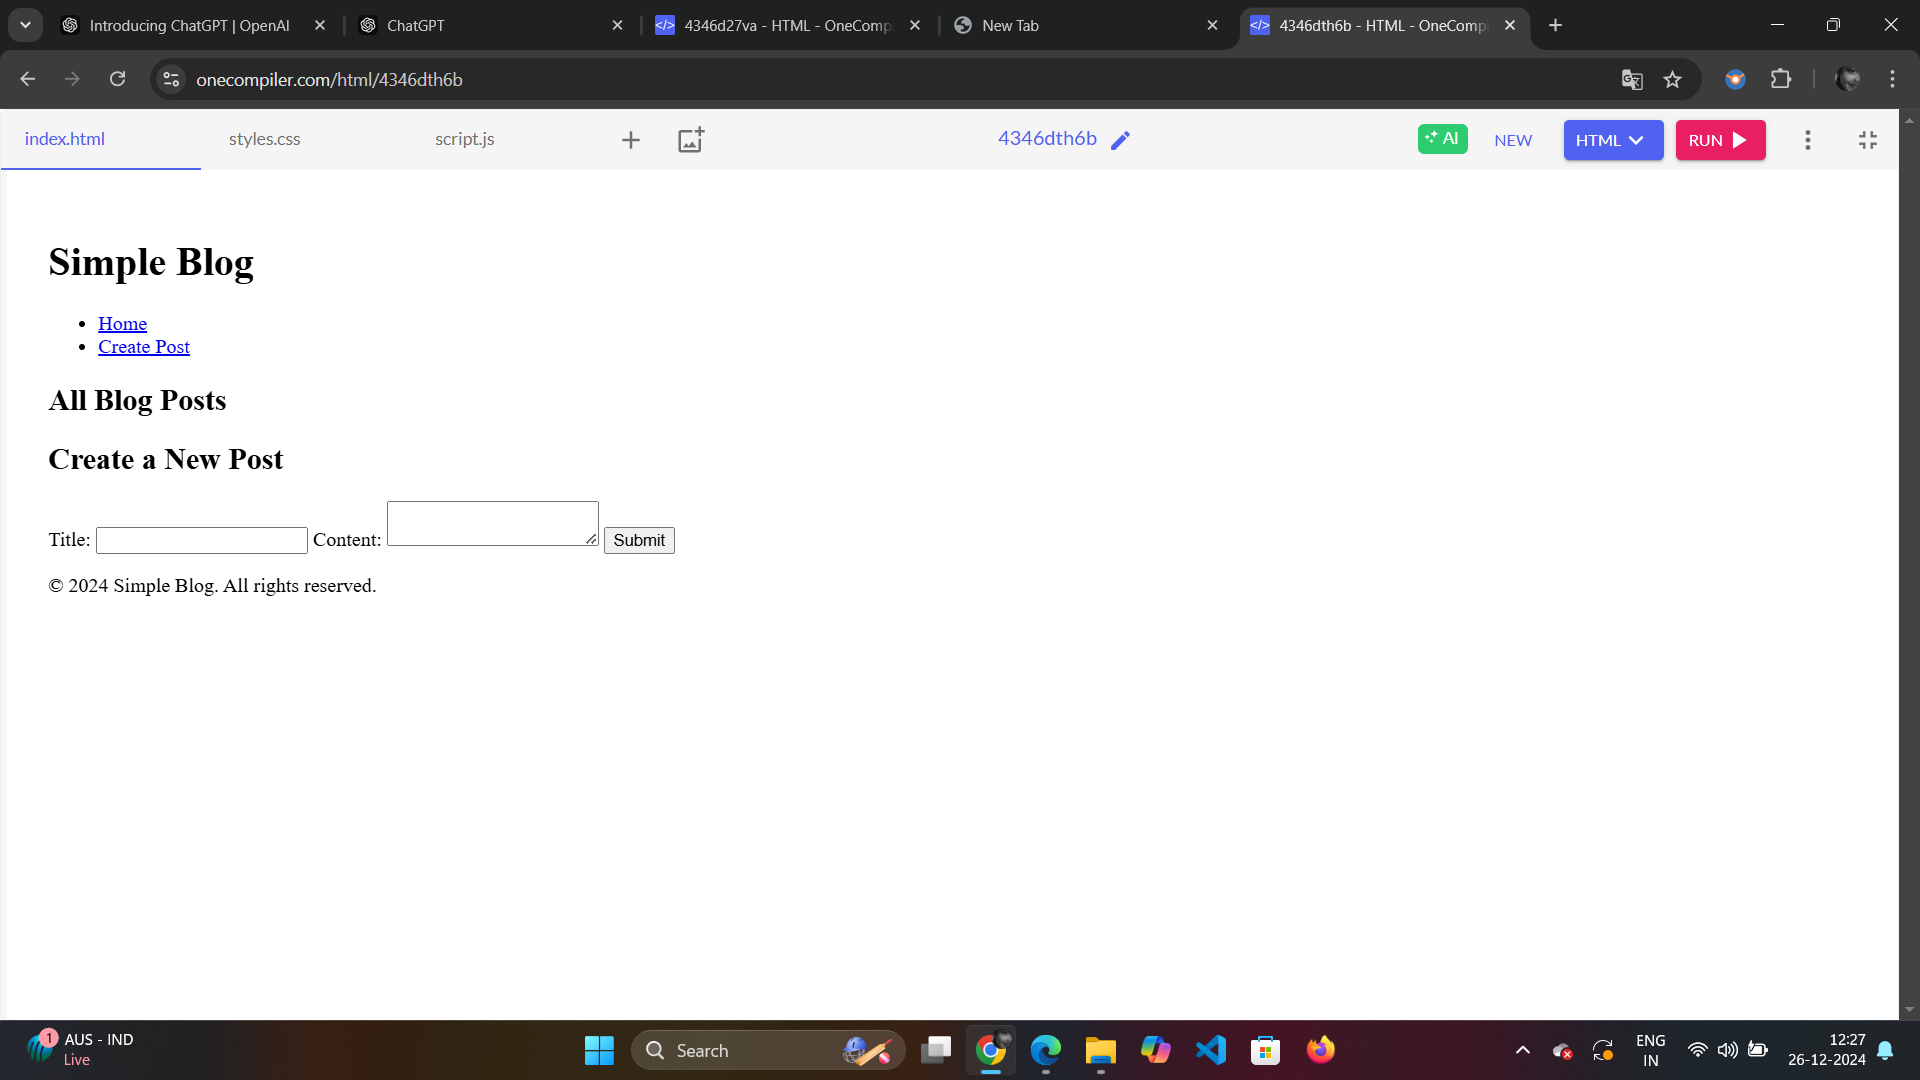 Introducing ChatGPT | OpenAI
ChatGPT
4346d27va - HTML - OneComp
New Tab
4346dth6b - HTML - OneComp
onecompiler.com/html/4346dth6b
index.html
styles.css
script.js
4346dth6b
AI
NEW
HTML
RUN
Simple Blog
Home
Create Post
All Blog Posts
Create a New Post
Title:
Content:
Submit
© 2024 Simple Blog. All rights reserved.
1
AUS - IND
Live
Search
ENG
IN
12:27
26-12-2024